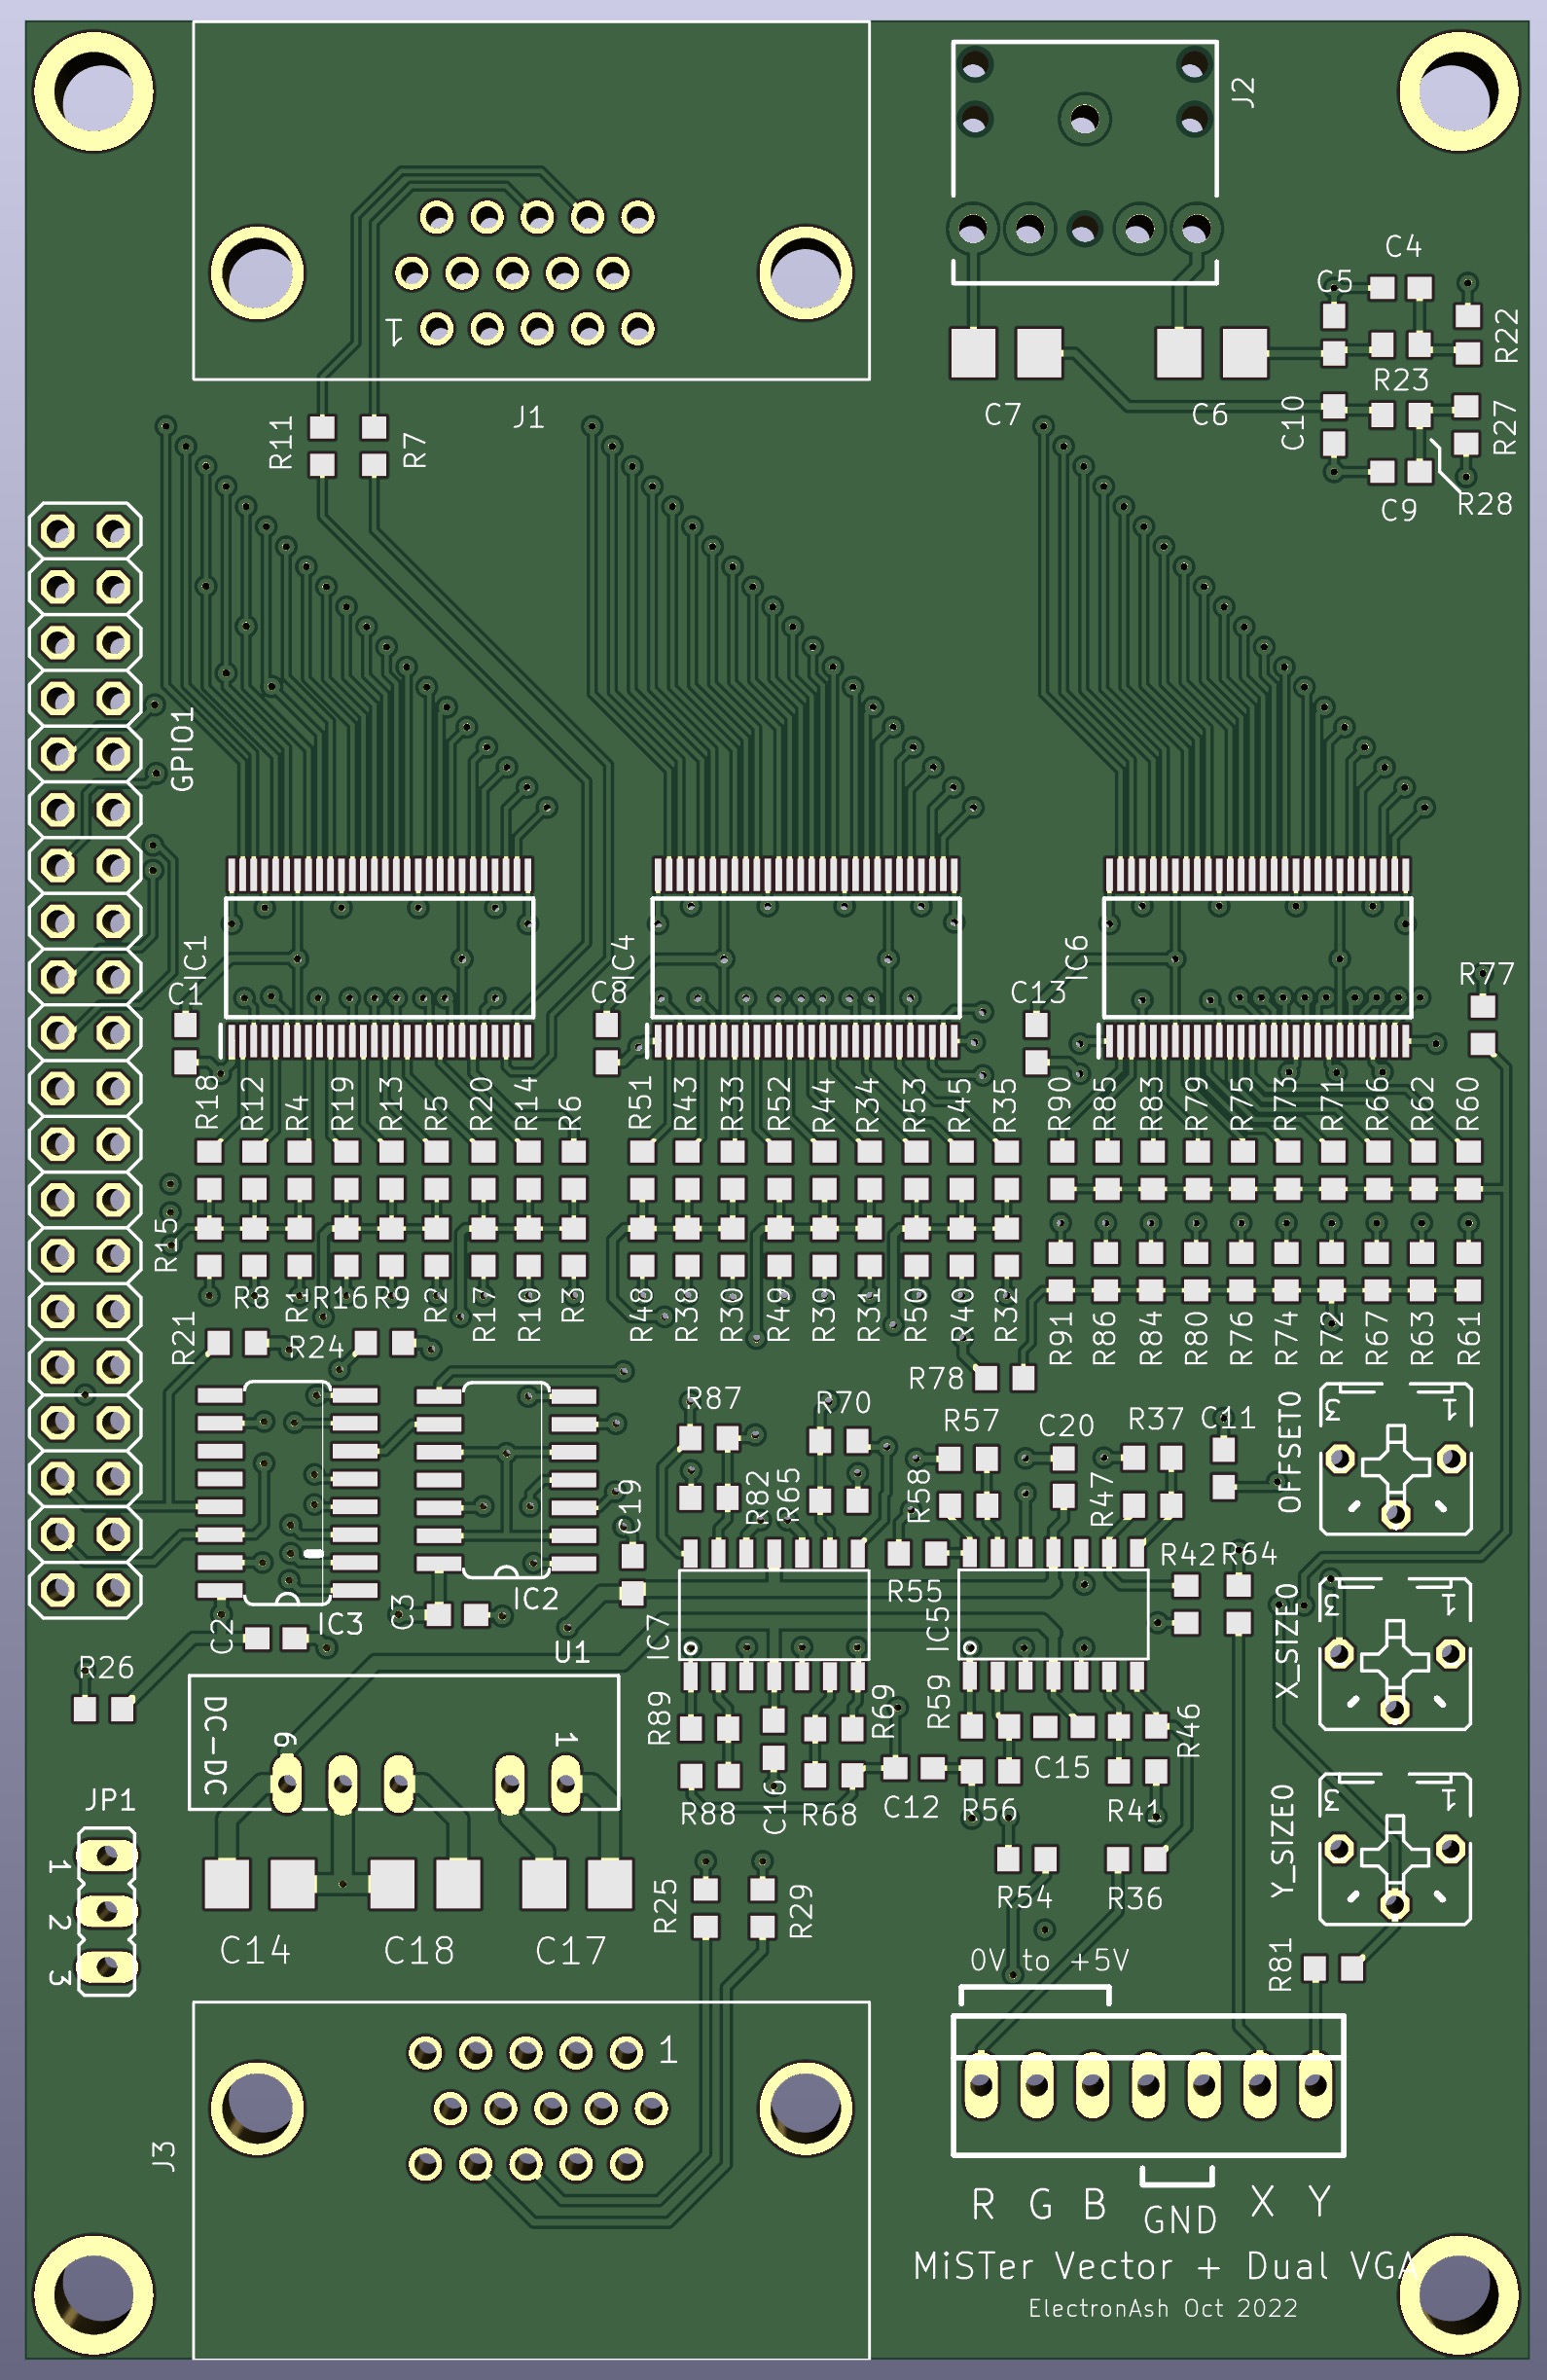 J2
C4
C5
R22
1
R23
J1
R11
R7
C7
C6
C10
R27
C9
R28
GPIO1
IC1
IC4
IC6
R77
C1
C8
C13
R18
R12
R4
R19
R13
R5
R20
R14
R6
R51
R43
R33
R52
R44
R34
R53
R45
R35
R90
R85
R83
R79
R75
R73
R71
R66
R62
R60
R15
R8
R1
R16
R9
R2
R17
R10
R3
R48
R38
R30
R49
R39
R31
R50
R40
R32
R91
R86
R84
R80
R76
R74
R72
R67
R63
R61
R21
R24
R78
R87
R70
R57
C20
R37
C11
OFFSET0
3
1
C19
R82
R65
R58
R47
R42
R64
R55
C2
IC3
C3
IC2
U1
IC7
IC5
X_SIZE0
3
1
R26
DC-DC
6
1
R89
R69
R59
R46
C15
JP1
R88
C16
R68
C12
R56
R41
Y_SIZE0
3
1
1
2
3
R54
R36
R25
R29
C14
C18
C17
0V to +5V
R81
1
J3
R G B
GND
X Y
MiSTer Vector + Dual VGA
ElectronAsh Oct 2022